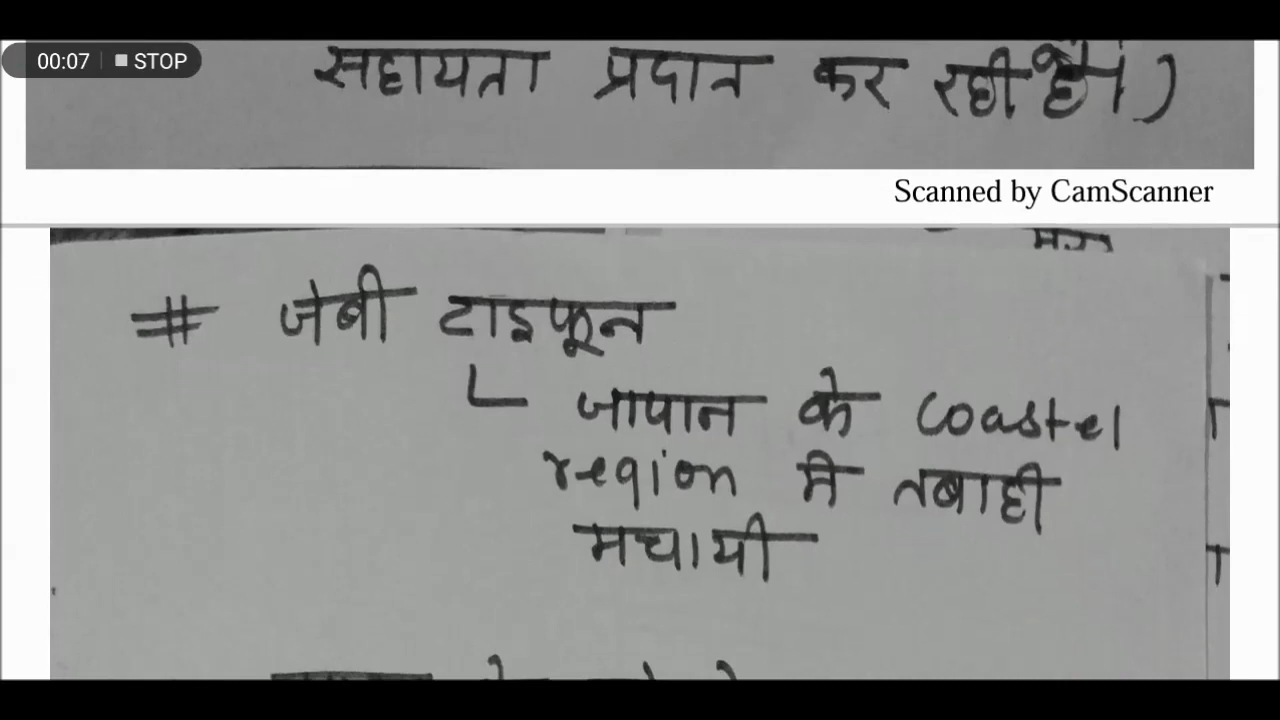 00:07 STOP
सहायता प्रदान कर रही है।)
Scanned by CamScanner
# जेबी टाइफून
जापान के coastel
region मे तबाही
मचायी